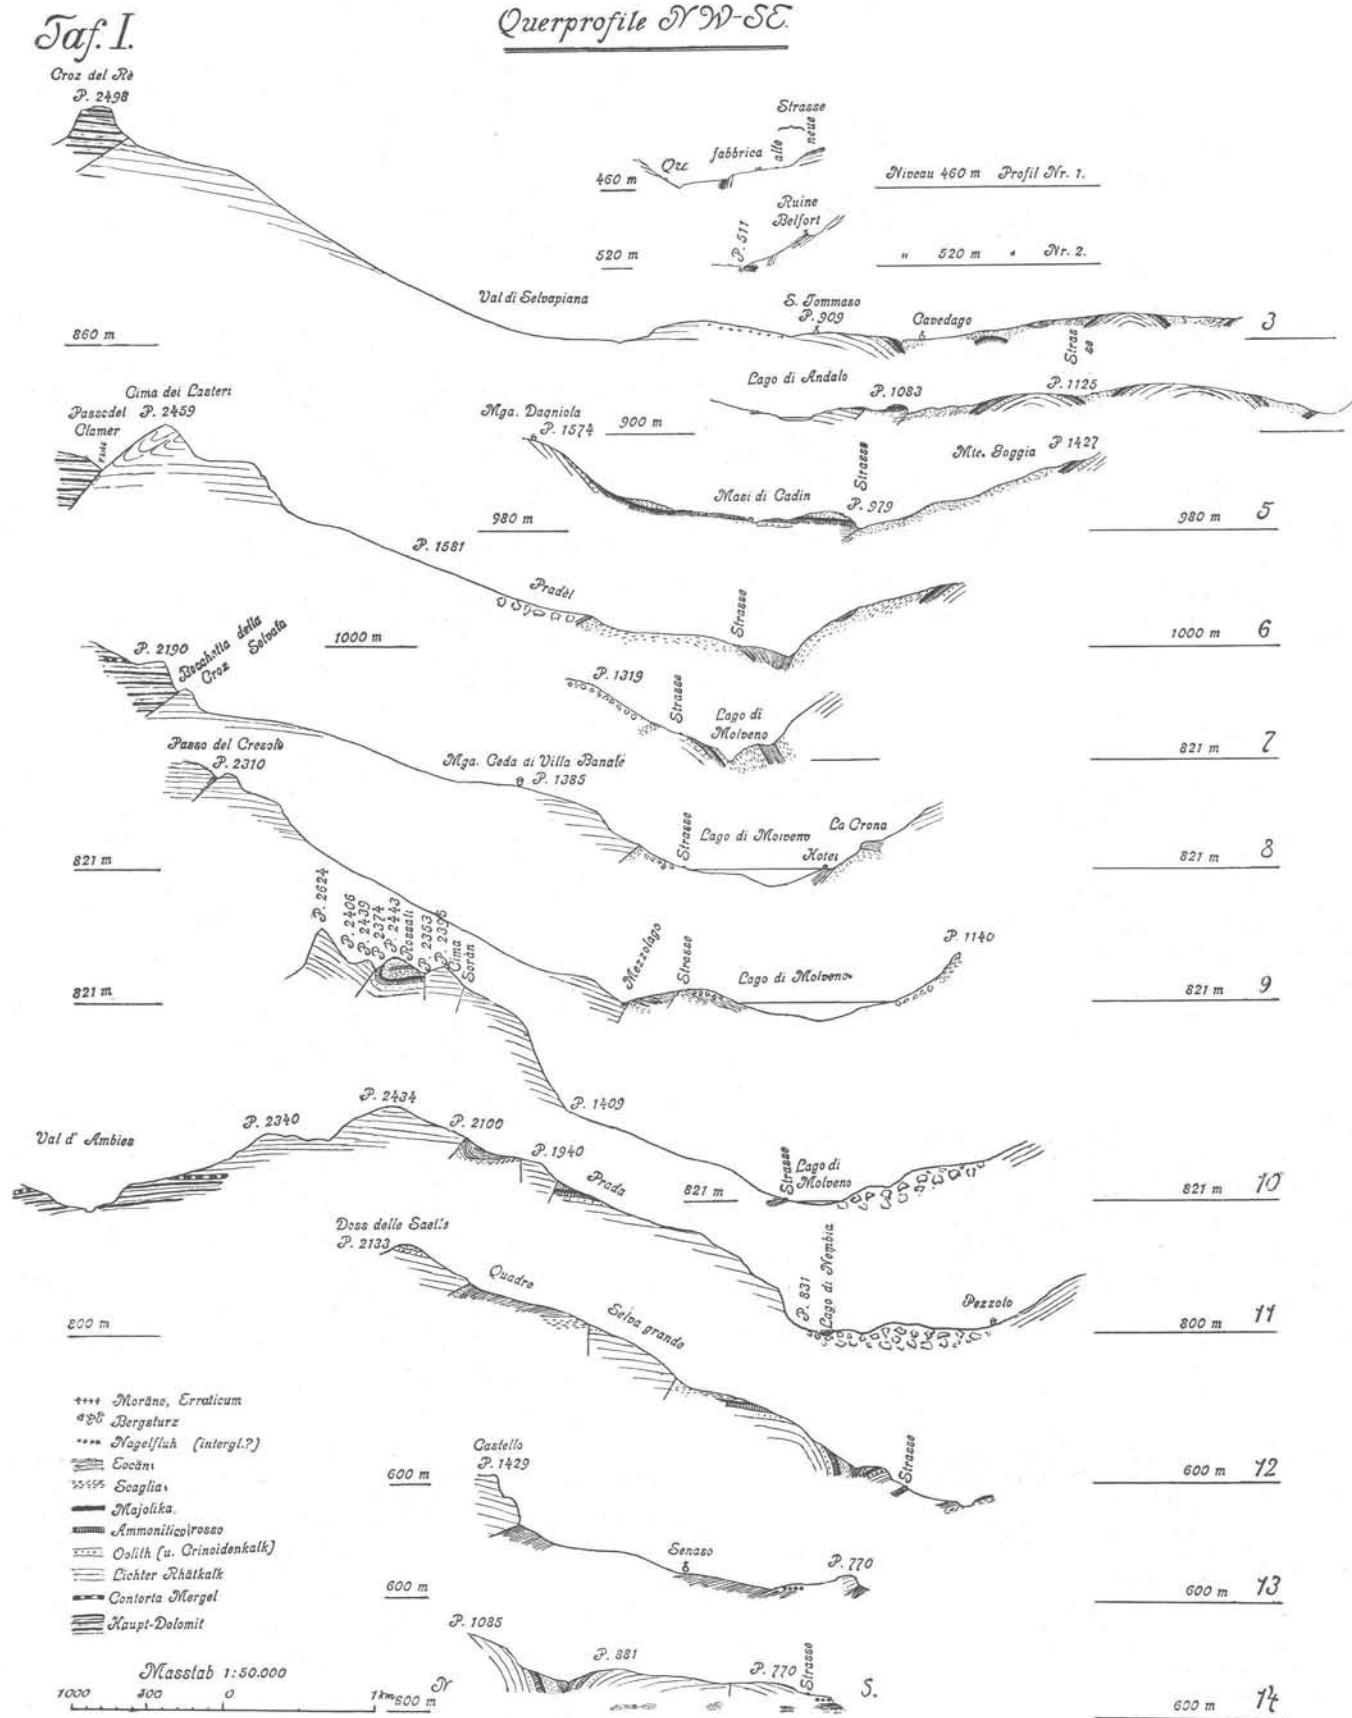 Taf. I.
Querprofile NW-SE.
Croz del Rè
P. 2498
Strasse
alte
neue
fabbrica
Qu
460 m
Niveau 460 m Profil Nr. 1.
Ruine
Belfort
P. 511
520 m
" 520 m " Nr. 2.
Val di Selvapiana
S. Tommaso
P. 909
Cavedago
Stras
se
860 m
3
Cima dei Lasteri
P. 2459
Passo del
Clamer
Lago di Andalo
P. 1083
P. 1125
900 m
Mga. Dagniola
P. 1574
Masi di Cadin
Strasse
P. 979
Mte. Goggia
P 1427
980 m
980 m
5
P. 1581
Pradèl
Strasse
1000 m
1000 m
6
P. 2190
Bocchetta della
Croz Selvata
P. 1319
Strasse
Lago di
Molveno
821 m
7
Passo del Cresole
P. 2310
Mga. Ceda di Villa Banale
P. 1385
Strasse
Lago di Molveno
Hotel
La Crona
821 m
821 m
8
P. 2624
P. 2406
P. 2439
P. 2374
P. 2443
Rossati
P. 2353
P. 2395
Cima
Soràn
Mezzolago
Strasse
Lago di Molveno
P. 1140
821 m
821 m
9
Val d' Ambies
P. 2340
P. 2434
P. 2100
P. 1940
Prada
P. 1409
821 m
Strasse
Lago di
Molveno
821 m
10
Doss delle Saette
P. 2133
Quadre
Selva grande
P. 831
Lago di Nembia
Pezzolo
800 m
800 m
11
++++ Moräne, Erraticum
Bergsturz
Nagelfluh (intergl.?)
Eocän
Scaglia
Majolika.
Ammonitico rosso
Oolith (u. Crinoidenkalk)
Lichter Rhätkalk
Contorta Mergel
Haupt-Dolomit
Strasse
600 m
600 m
12
Castello
P. 1429
Senaso
P. 770
600 m
600 m
13
P. 1085
P. 881
P. 770
Strasse
N
S.
600 m
600 m
14
Masstab 1:50.000
1000
500
0
1 km